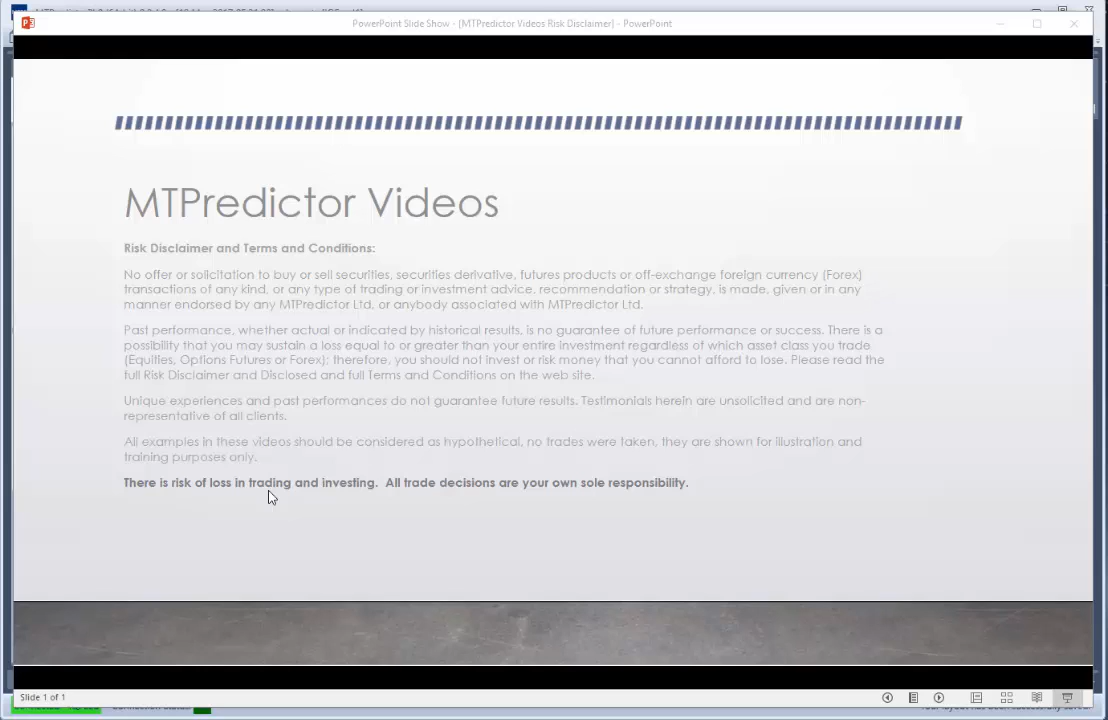 PowerPoint Slide Show - [MTPredictor Videos Risk Disclaimer] - PowerPoint
MTPredictor Videos
Risk Disclaimer and Terms and Conditions:
No offer or solicitation to buy or sell securities, securities derivative, futures products or off-exchange foreign currency (Forex)
transactions of any kind, or any type of trading or investment advice, recommendation or strategy, is made, given or in any
manner endorsed by any MTPredictor Ltd. or anybody associated with MTPredictor Ltd.
Past performance, whether actual or indicated by historical results, is no guarantee of future performance or success. There is a
possibility that you may sustain a loss equal to or greater than your entire investment regardless of which asset class you trade
(Equities, Options Futures or Forex); therefore, you should not invest or risk money that you cannot afford to lose. Please read the
full Risk Disclaimer and Disclosed and full Terms and Conditions on the web site.
Unique experiences and past performances do not guarantee future results. Testimonials herein are unsolicited and are non-
representative of all clients.
All examples in these videos should be considered as hypothetical, no trades were taken, they are shown for illustration and
training purposes only.
There is risk of loss in trading and investing.  All trade decisions are your own sole responsibility.
Slide 1 of 1